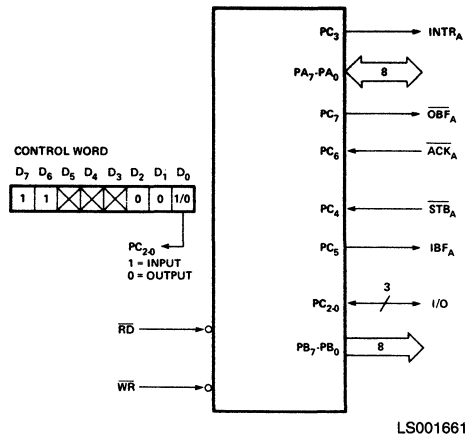 PC3 INTRA
PA7-PA0 8
PC7 OBFA
PC6 ACKA
CONTROL WORD
D7 D6 D5 D4 D3 D2 D1 D0
1 1 0 0 1/0
PC4 STBA
PC2-0
1 = INPUT
0 = OUTPUT
PC5 IBFA
3
PC2-0 I/O
RD
PB7-PB0 8
WR
LS001661